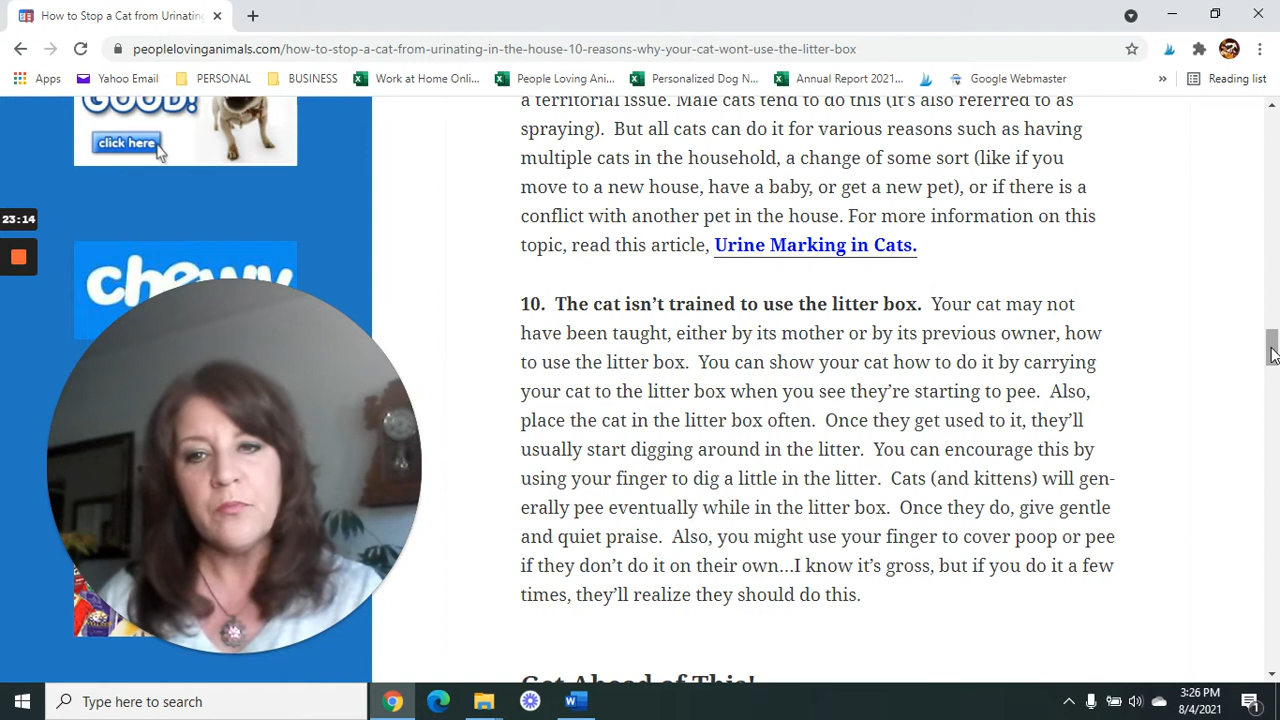 How to Stop a Cat from Urinating
peoplelovinganimals.com/how-to-stop-a-cat-from-urinating-in-the-house-10-reasons-why-your-cat-wont-use-the-litter-box
Apps Yahoo Email PERSONAL BUSINESS Work at Home Onli... People Loving Ani... Personalized Dog N... Annual Report 2021... Google Webmaster » Reading list
GOOD!
click here
23:14
chewy
a territorial issue. Male cats tend to do this (it's also referred to as
spraying). But all cats can do it for various reasons such as having
multiple cats in the household, a change of some sort (like if you
move to a new house, have a baby, or get a new pet), or if there is a
conflict with another pet in the house. For more information on this
topic, read this article, Urine Marking in Cats.
10. The cat isn't trained to use the litter box. Your cat may not
have been taught, either by its mother or by its previous owner, how
to use the litter box. You can show your cat how to do it by carrying
your cat to the litter box when you see they're starting to pee. Also,
place the cat in the litter box often. Once they get used to it, they'll
usually start digging around in the litter. You can encourage this by
using your finger to dig a little in the litter. Cats (and kittens) will gen-
erally pee eventually while in the litter box. Once they do, give gentle
and quiet praise. Also, you might use your finger to cover poop or pee
if they don't do it on their own...I know it's gross, but if you do it a few
times, they'll realize they should do this.
Get Ahead of This!
Type here to search
3:26 PM
8/4/2021
1